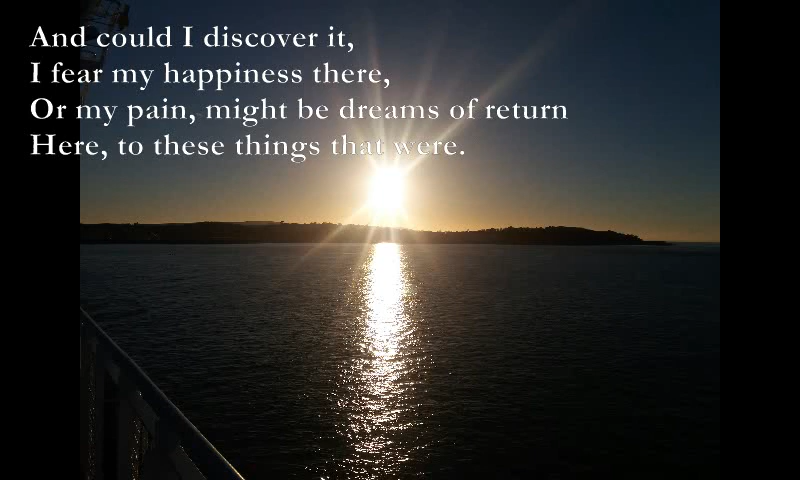 And could I discover it,
I fear my happiness there,
Or my pain, might be dreams of return
Here, to these things that were.